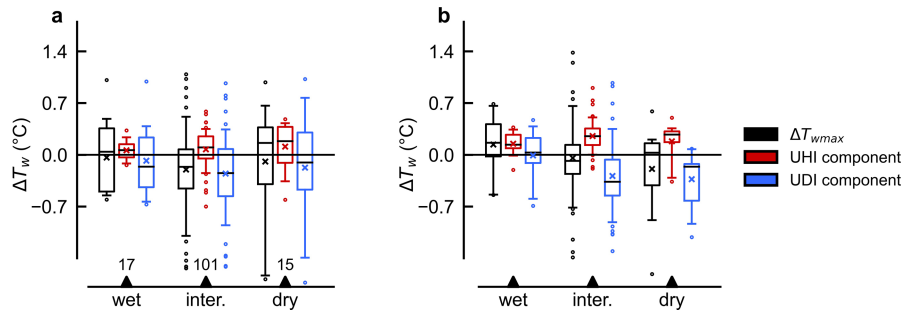 a
ΔT_w (°C)
1.4
0.7
0.0
−0.7
17
101
15
wet
inter.
dry
b
ΔT_w (°C)
1.4
0.7
0.0
−0.7
wet
inter.
dry
ΔT_wmax
UHI component
UDI component